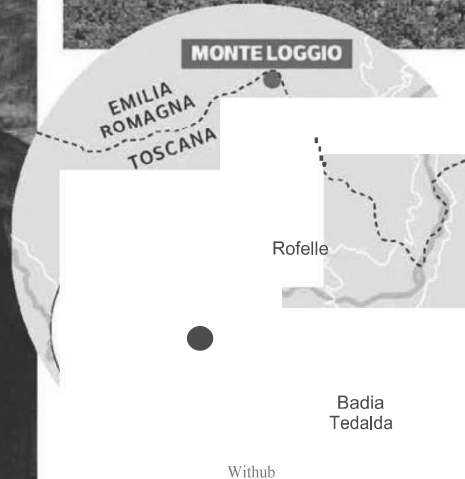 MONTE LOGGIO
EMILIA
ROMAGNA
TOSCANA
Rofelle
Badia
Tedalda
Withub